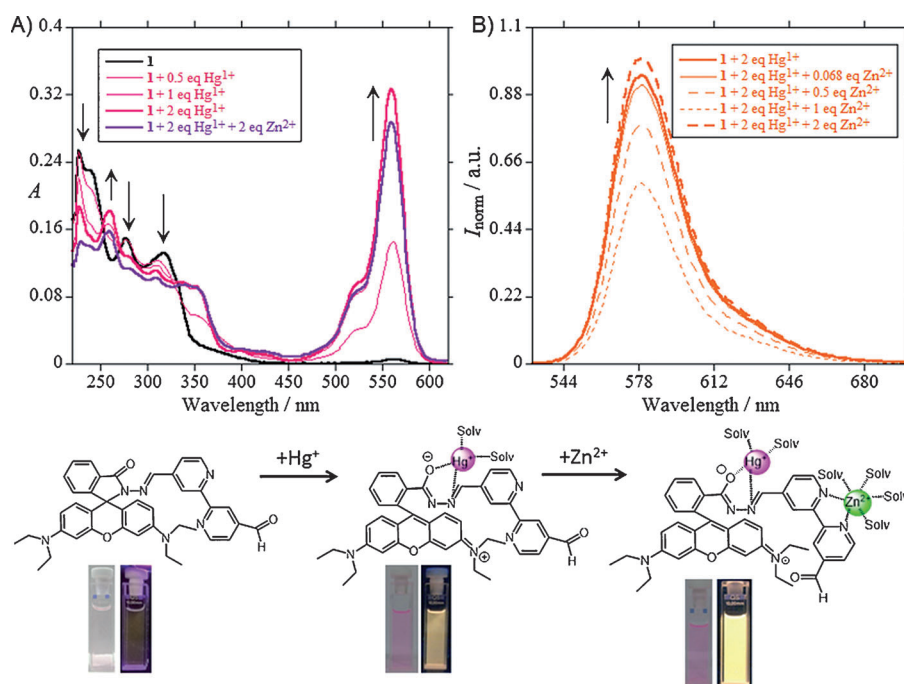 A)
0.4
0.32
0.24
A
0.16
0.08
0
1
1 + 0.5 eq Hg¹⁺
1 + 1 eq Hg¹⁺
1 + 2 eq Hg¹⁺
1 + 2 eq Hg¹⁺ + 2 eq Zn²⁺
250 300 350 400 450 500 550 600
Wavelength / nm
B)
1.1
0.88
0.66
0.44
0.22
0
I norm / a.u.
1 + 2 eq Hg¹⁺
1 + 2 eq Hg¹⁺ + 0.068 eq Zn²⁺
1 + 2 eq Hg¹⁺ + 0.5 eq Zn²⁺
1 + 2 eq Hg¹⁺ + 1 eq Zn²⁺
1 + 2 eq Hg¹⁺ + 2 eq Zn²⁺
544 578 612 646 680
Wavelength / nm
O
N-N
N
N
O
H
N
O
N
+Hg⁺
Solv
Hg⁺
Solv
⊖
O
N
N
N
N
O
H
N
O
N
⊕
+Zn²⁺
Solv
Solv
Hg⁺
O
N
N
N
N
Solv
Solv
Zn²⁺
Solv
Solv
N
O
N
O
H